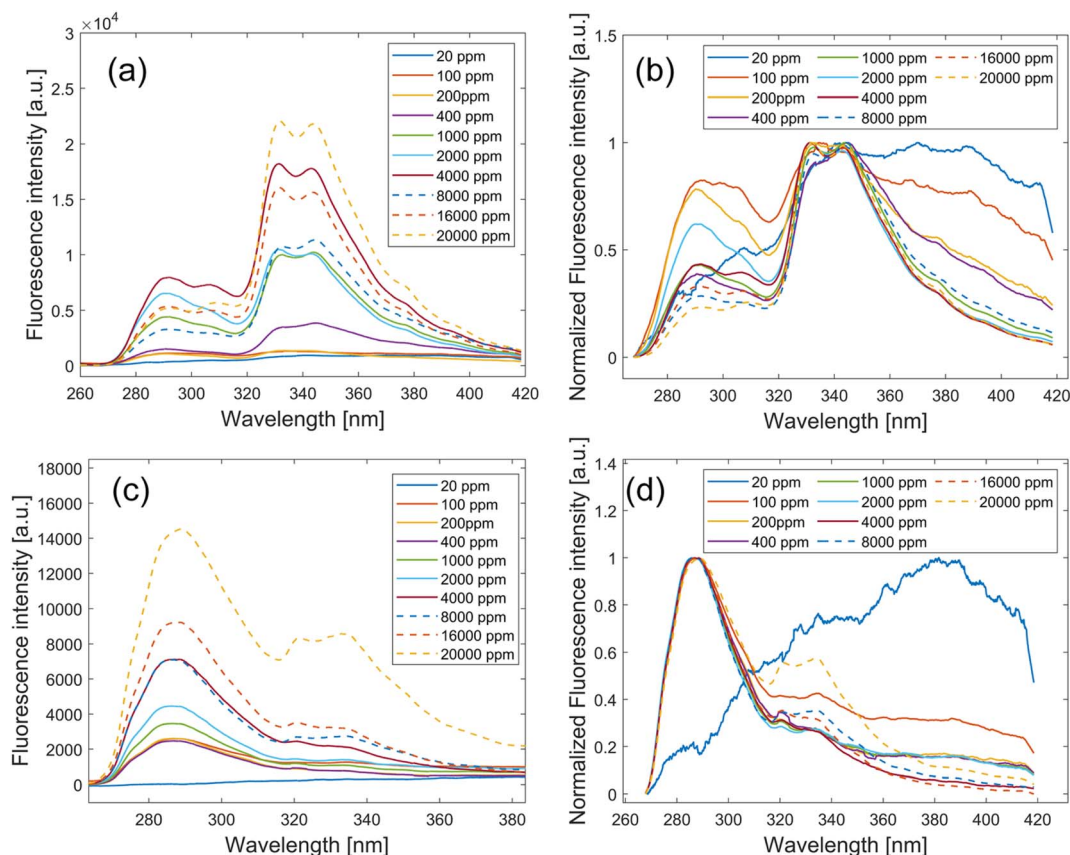 ×10⁴
3
2.5
2
1.5
1
0.5
0
(a)
20 ppm
100 ppm
200ppm
400 ppm
1000 ppm
2000 ppm
4000 ppm
8000 ppm
16000 ppm
20000 ppm
Fluorescence intensity [a.u.]
260 280 300 320 340 360 380 400 420
Wavelength [nm]
1.5
1
0.5
0
(b)
20 ppm 1000 ppm 16000 ppm
100 ppm 2000 ppm 20000 ppm
200ppm 4000 ppm
400 ppm 8000 ppm
Normalized Fluorescence intensity [a.u.]
260 280 300 320 340 360 380 400 420
Wavelength [nm]
18000
16000
14000
12000
10000
8000
6000
4000
2000
0
(c)
20 ppm
100 ppm
200ppm
400 ppm
1000 ppm
2000 ppm
4000 ppm
8000 ppm
16000 ppm
20000 ppm
Fluorescence intensity [a.u.]
280 300 320 340 360 380
Wavelength [nm]
1.4
1.2
1
0.8
0.6
0.4
0.2
0
(d)
20 ppm 1000 ppm 16000 ppm
100 ppm 2000 ppm 20000 ppm
200ppm 4000 ppm
400 ppm 8000 ppm
Normalized Fluorescence intensity [a.u.]
260 280 300 320 340 360 380 400 420
Wavelength [nm]